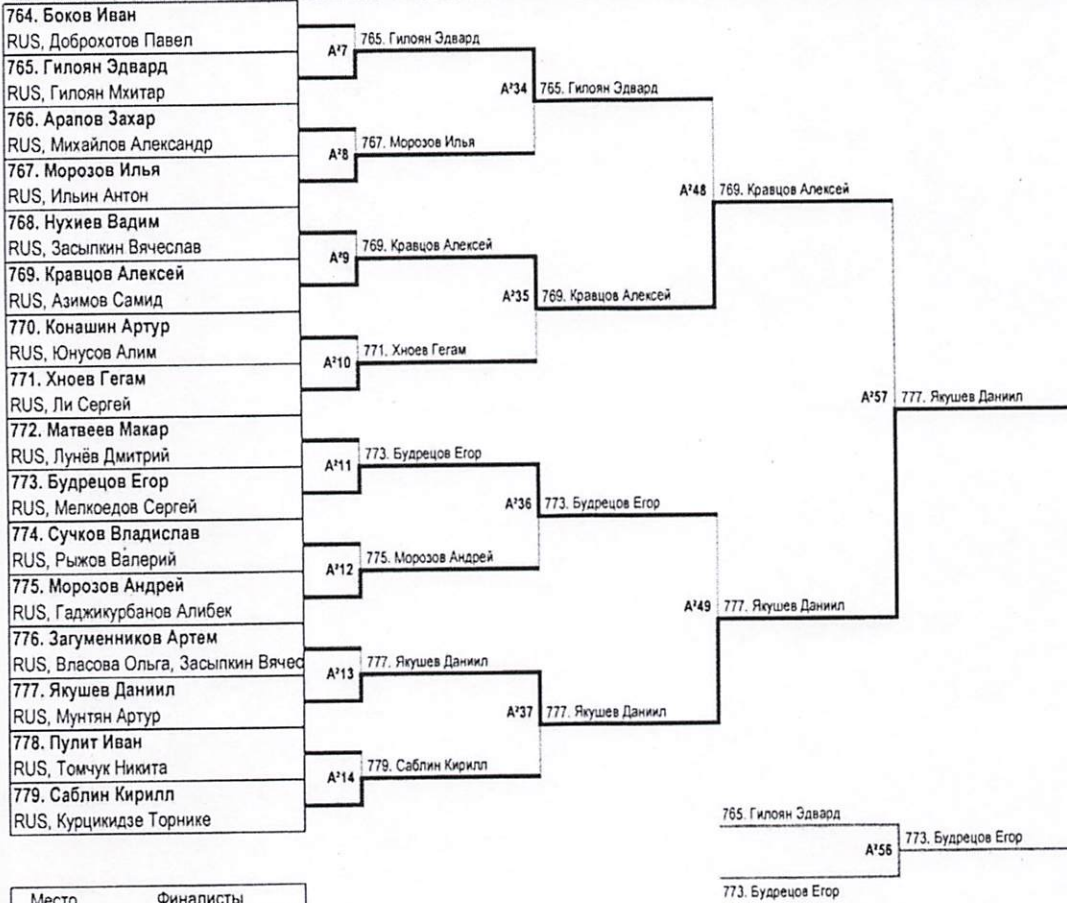 764. Боков Иван
RUS, Доброхотов Павел
765. Гилоян Эдвард
RUS, Гилоян Мхитар
766. Арапов Захар
RUS, Михайлов Александр
767. Морозов Илья
RUS, Ильин Антон
768. Нухиев Вадим
RUS, Засыпкин Вячеслав
769. Кравцов Алексей
RUS, Азимов Самид
770. Конашин Артур
RUS, Юнусов Алим
771. Хноев Гегам
RUS, Ли Сергей
772. Матвеев Макар
RUS, Лунёв Дмитрий
773. Будрецов Егор
RUS, Мелкоедов Сергей
774. Сучков Владислав
RUS, Рыжов Валерий
775. Морозов Андрей
RUS, Гаджикурбанов Алибек
776. Загуменников Артем
RUS, Власова Ольга, Засыпкин Вячес
777. Якушев Даниил
RUS, Мунтян Артур
778. Пулит Иван
RUS, Томчук Никита
779. Саблин Кирилл
RUS, Курцикидзе Торнике
A²7
765. Гилоян Эдвард
A²8
767. Морозов Илья
A²9
769. Кравцов Алексей
A²10
771. Хноев Гегам
A²11
773. Будрецов Егор
A²12
775. Морозов Андрей
A²13
777. Якушев Даниил
A²14
779. Саблин Кирилл
A²34
765. Гилоян Эдвард
A²35
769. Кравцов Алексей
A²36
773. Будрецов Егор
A²37
777. Якушев Даниил
A²48
769. Кравцов Алексей
A²49
777. Якушев Даниил
A²57
777. Якушев Даниил
765. Гилоян Эдвард
A²56
773. Будрецов Егор
773. Будрецов Егор
Место Финалисты